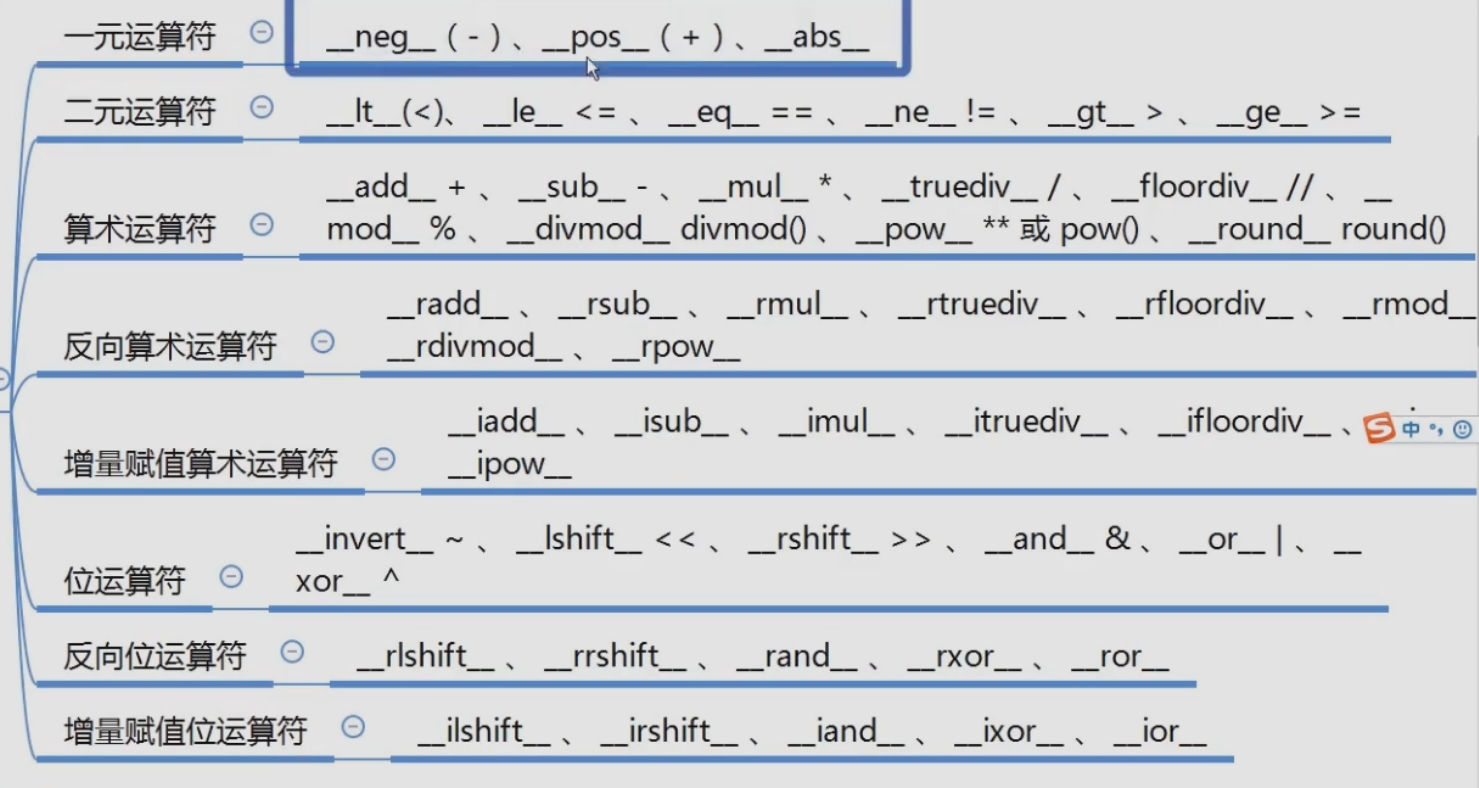 一元运算符 __neg__ ( - ) 、__pos__ ( + ) 、__abs__
二元运算符 __lt__(<)、 __le__ <= 、 __eq__ == 、 __ne__ != 、 __gt__ > 、 __ge__ >=
__add__ + 、 __sub__ - 、 __mul__ * 、 __truediv__ / 、 __floordiv__ // 、 __
算术运算符 mod__ % 、 __divmod__ divmod() 、 __pow__ ** 或 pow() 、 __round__ round()
__radd__ 、 __rsub__ 、 __rmul__ 、 __rtruediv__ 、 __rfloordiv__ 、 __rmod__
反向算术运算符 __rdivmod__ 、 __rpow__
__iadd__ 、 __isub__ 、 __imul__ 、 __itruediv__ 、 __ifloordiv__ 、
中
增量赋值算术运算符 __ipow__
__invert__ ~ 、 __lshift__ << 、 __rshift__ >> 、 __and__ & 、 __or__ | 、 __
位运算符 xor__ ^
反向位运算符 __rlshift__ 、 __rrshift__ 、 __rand__ 、 __rxor__ 、 __ror__
增量赋值位运算符 __ilshift__ 、 __irshift__ 、 __iand__ 、 __ixor__ 、 __ior__